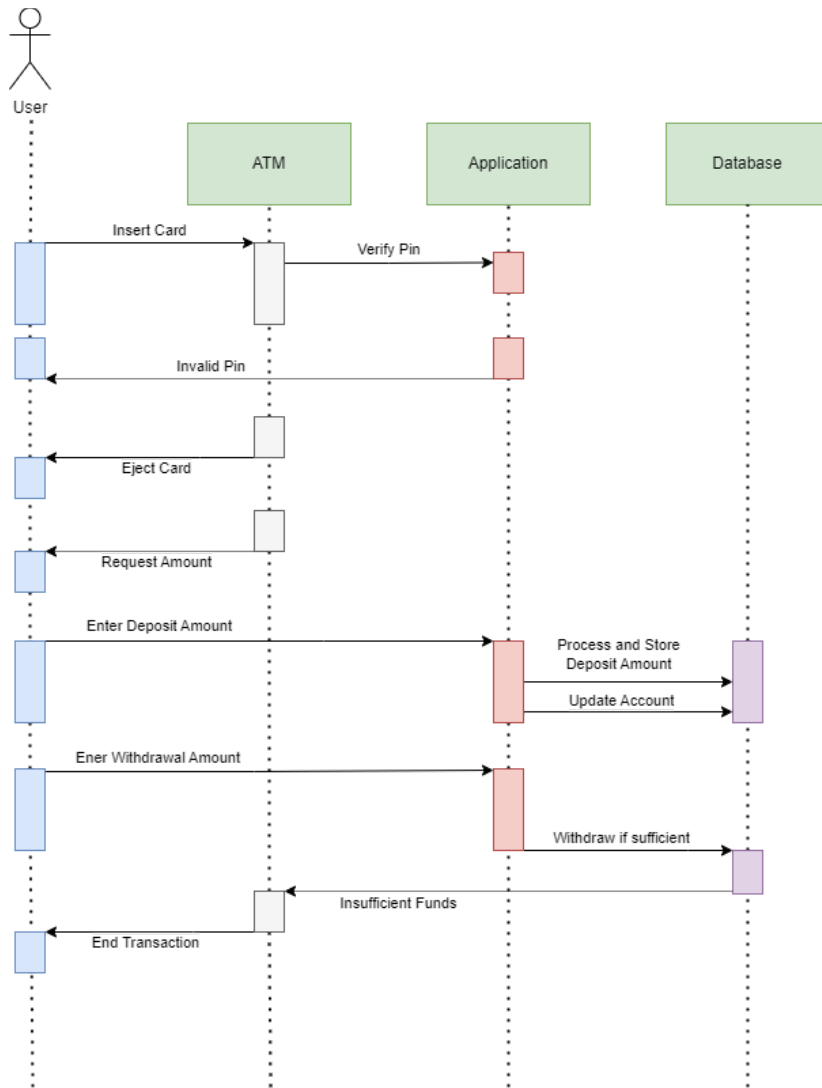 User
ATM
Application
Database
Insert Card
Verify Pin
Invalid Pin
Eject Card
Request Amount
Enter Deposit Amount
Process and Store
Deposit Amount
Update Account
Ener Withdrawal Amount
Withdraw if sufficient
Insufficient Funds
End Transaction